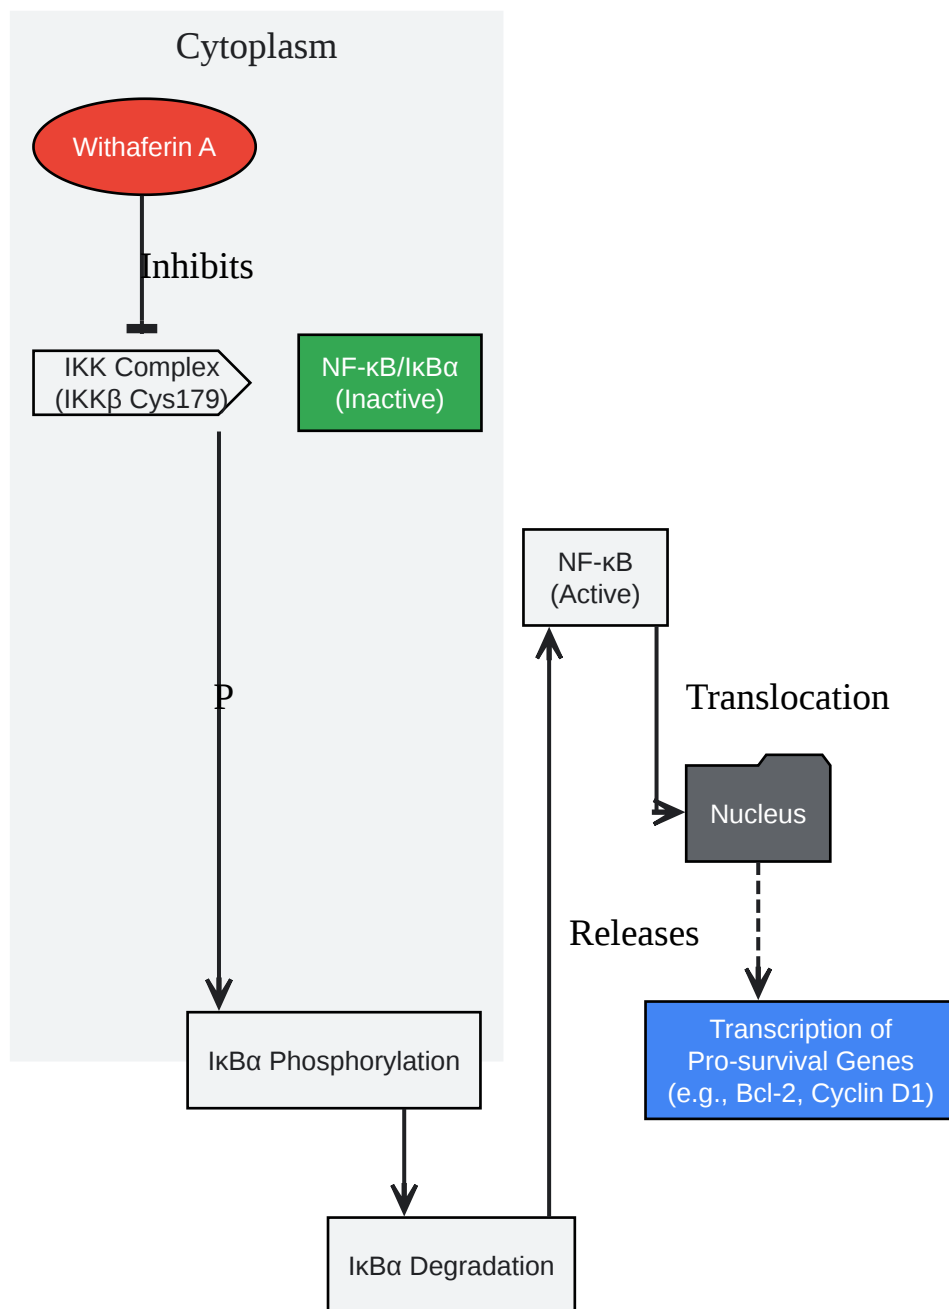 Cytoplasm
Withaferin A
Inhibits
IKK Complex
(IKKβ Cys179)
NF-κB/IκBα
(Inactive)
NF-κB
(Active)
P
Translocation
Nucleus
Releases
Transcription of
Pro-survival Genes
(e.g., Bcl-2, Cyclin D1)
IκBα Phosphorylation
IκBα Degradation